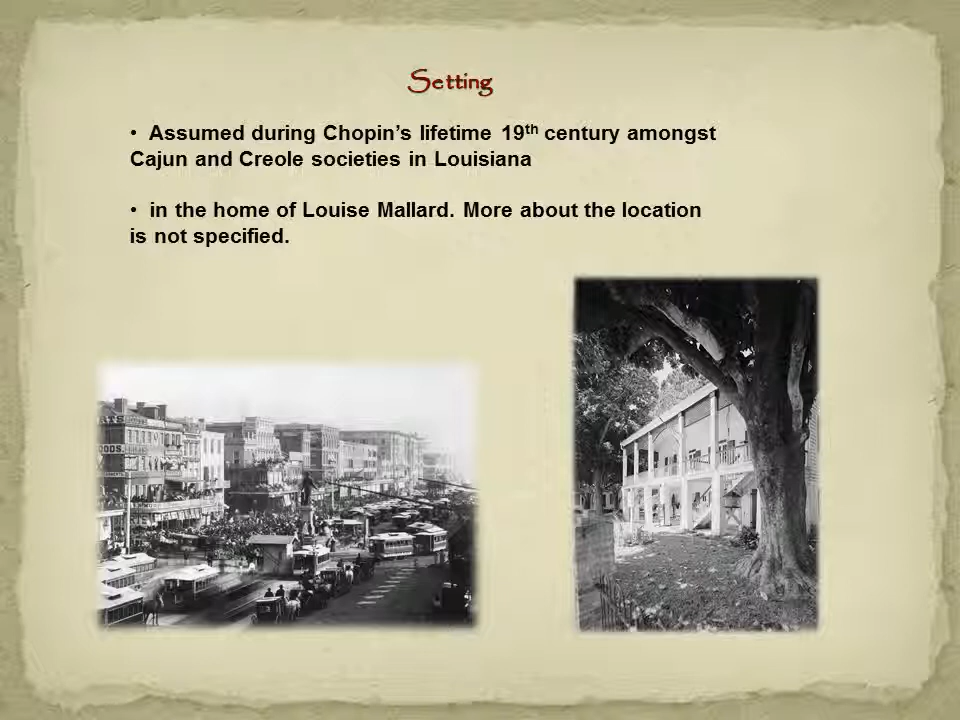 Setting
• Assumed during Chopin’s lifetime 19th century amongst
Cajun and Creole societies in Louisiana
• in the home of Louise Mallard. More about the location
is not specified.